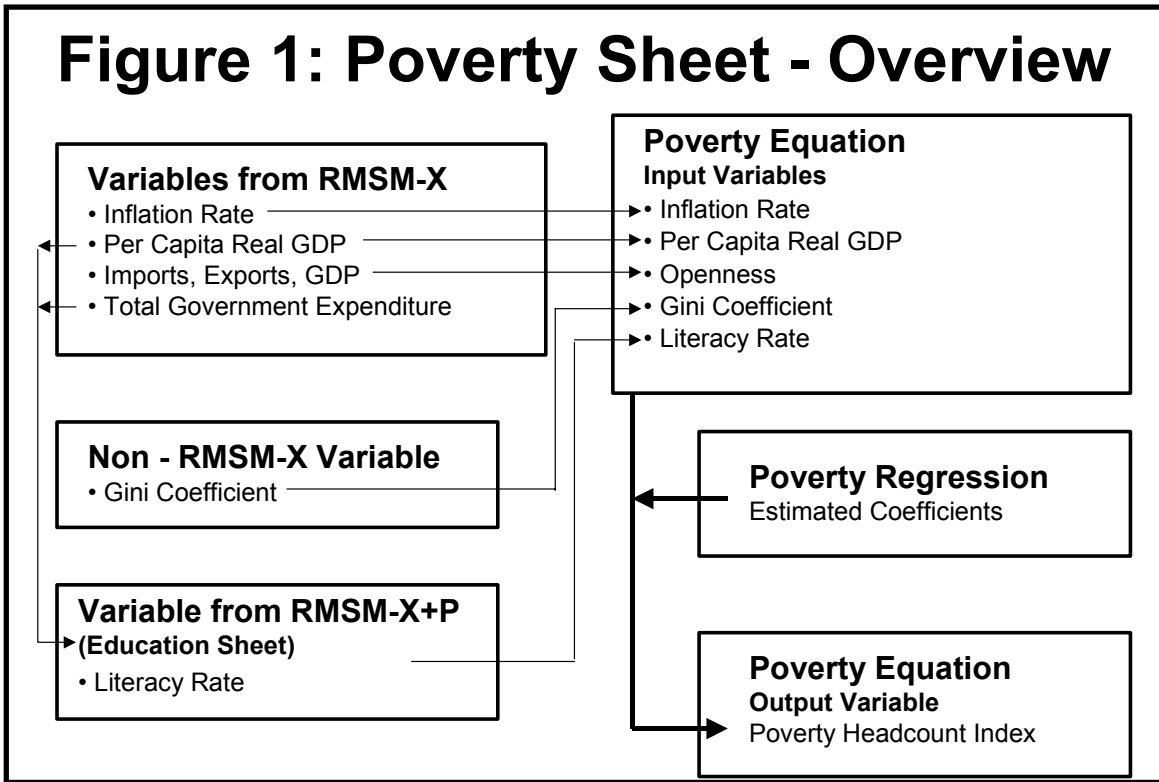 Figure 1: Poverty Sheet - Overview
Variables from RMSM-X
• Inflation Rate
• Per Capita Real GDP
• Imports, Exports, GDP
• Total Government Expenditure
Non - RMSM-X Variable
• Gini Coefficient
Variable from RMSM-X+P
(Education Sheet)
• Literacy Rate
Poverty Equation
Input Variables
• Inflation Rate
• Per Capita Real GDP
• Openness
• Gini Coefficient
• Literacy Rate
Poverty Regression
Estimated Coefficients
Poverty Equation
Output Variable
Poverty Headcount Index